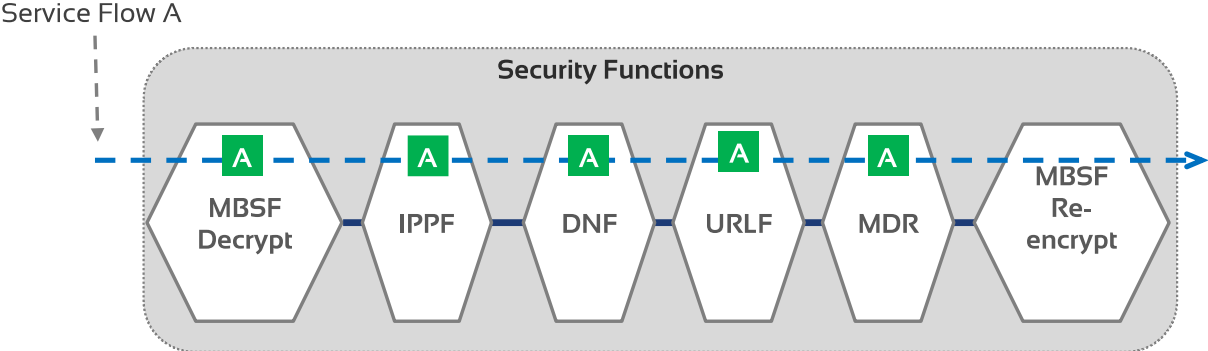 Service Flow A
Security Functions
A
A
A
A
A
MBSF
Decrypt
IPPF
DNF
URLF
MDR
MBSF
Re-
encrypt